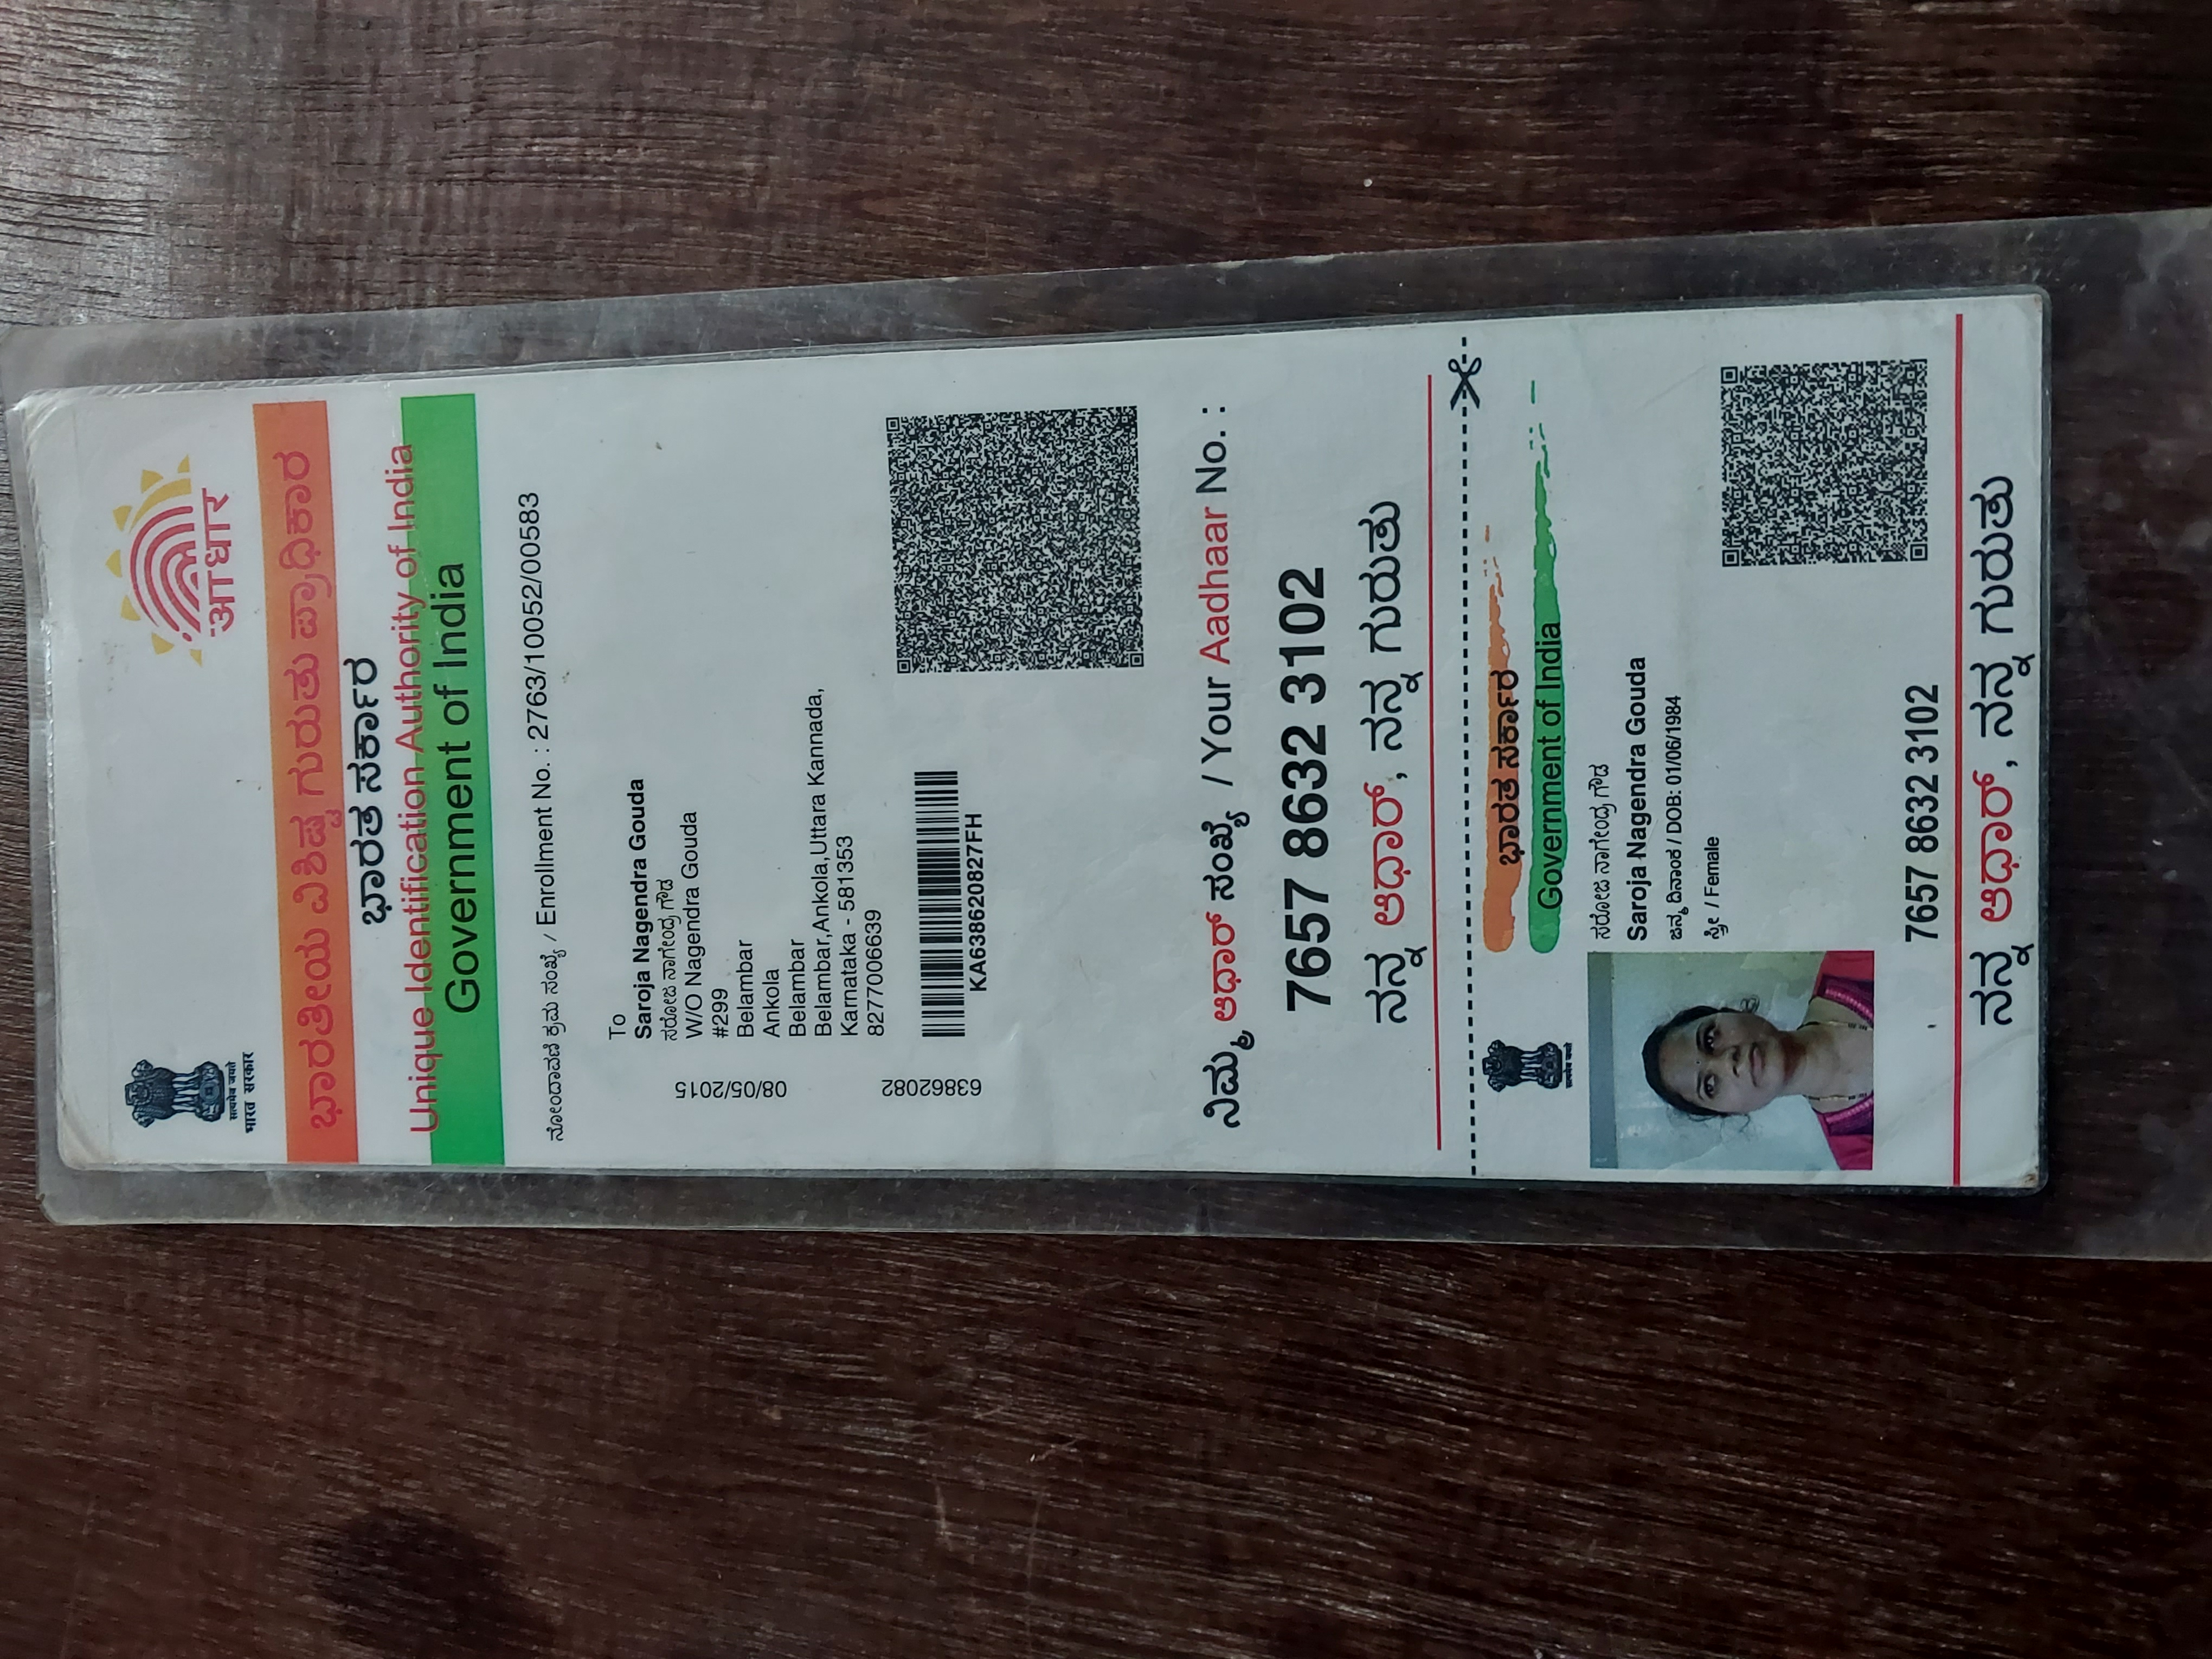 आधार
सत्यमेव जयते
भारत सरकार
ಭಾರತೀಯ ವಿಶಿಷ್ಟ ಗುರುತು ಪ್ರಾಧಿಕಾರ
ಭಾರತ ಸರ್ಕಾರ
Unique Identification Authority of India
Government of India
ನೋಂದಾವಣೆ ಕ್ರಮ ಸಂಖ್ಯೆ / Enrollment No. : 2763/10052/00583
To
Saroja Nagendra Gouda
ಸರೋಜ ನಾಗೇಂದ್ರ ಗೌಡ
W/O Nagendra Gouda
#299
Belambar
Ankola
Belambar
Belambar,Ankola,Uttara Kannada,
Karnataka - 581353
8277006639
08/05/2015
63862082
KA638620827FH
ನಿಮ್ಮ ಆಧಾರ್ ಸಂಖ್ಯೆ / Your Aadhaar No. :
7657 8632 3102
ನನ್ನ ಆಧಾರ್, ನನ್ನ ಗುರುತು
सत्यमेव जयते
ಭಾರತ ಸರ್ಕಾರ
Government of India
ಸರೋಜ ನಾಗೇಂದ್ರ ಗೌಡ
Saroja Nagendra Gouda
ಜನ್ಮ ದಿನಾಂಕ / DOB: 01/06/1984
ಸ್ತ್ರೀ / Female
7657 8632 3102
ನನ್ನ ಆಧಾರ್, ನನ್ನ ಗುರುತು